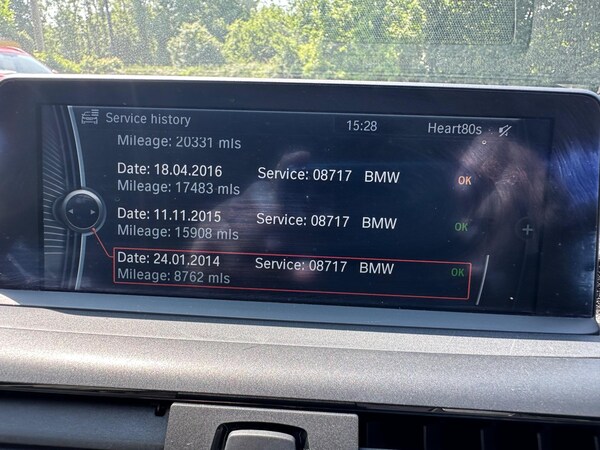 Service history 15:28 Heart80s
Mileage: 20331 mls
Date: 18.04.2016 Service: 08717 BMW OK
Mileage: 17483 mls
Date: 11.11.2015 Service: 08717 BMW OK
Mileage: 15908 mls
Date: 24.01.2014 Service: 08717 BMW OK
Mileage: 8762 mls